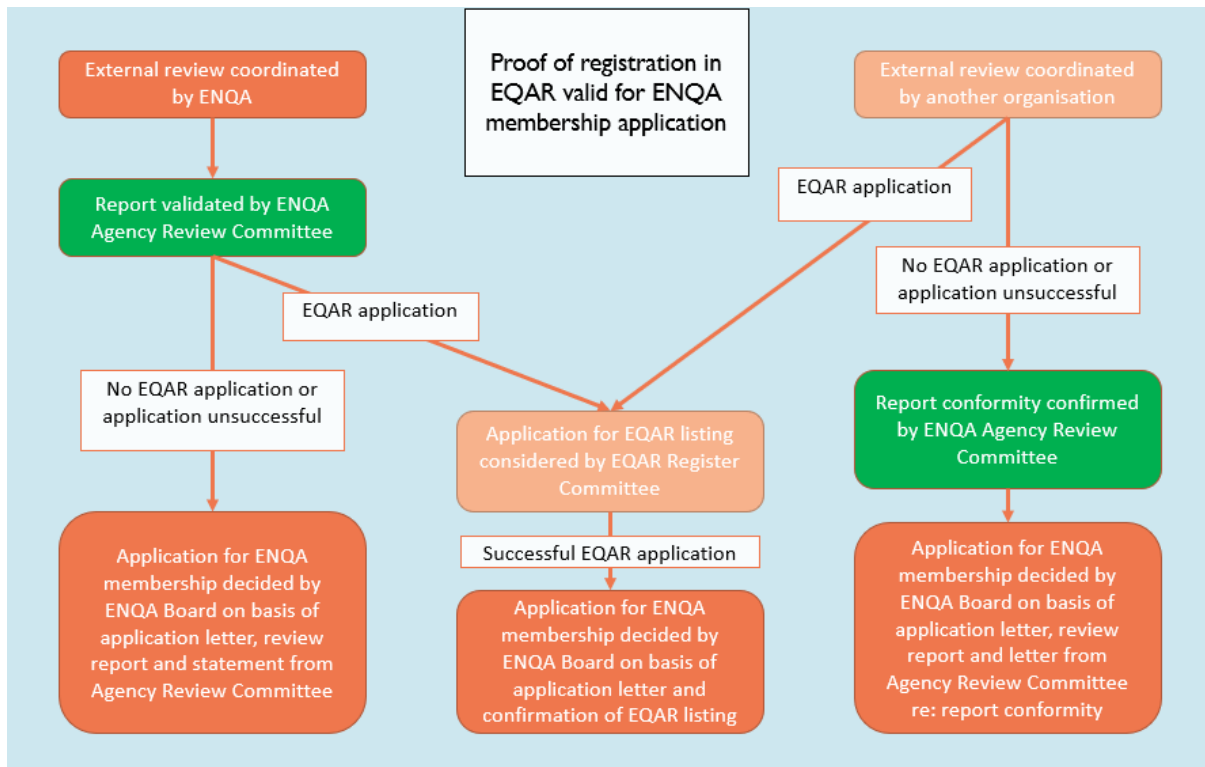 External review coordinated
by ENQA
Proof of registration in
EQAR valid for ENQA
membership application
External review coordinated
by another organisation
Report validated by ENQA
Agency Review Committee
EQAR application
EQAR application
No EQAR application or
application unsuccessful
No EQAR application or
application unsuccessful
Application for EQAR listing
considered by EQAR Register
Committee
Report conformity confirmed
by ENQA Agency Review
Committee
Successful EQAR application
Application for ENQA
membership decided by
ENQA Board on basis of
application letter, review
report and statement from
Agency Review Committee
Application for ENQA
membership decided by
ENQA Board on basis of
application letter and
confirmation of EQAR listing
Application for ENQA
membership decided by
ENQA Board on basis of
application letter, review
report and letter from
Agency Review Committee
re: report conformity